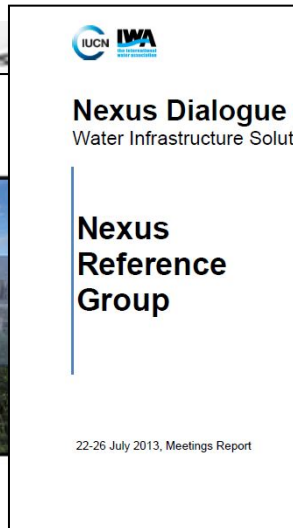 IUCN IWA
the international
water association
Nexus Dialogue
Water Infrastructure Solut
Nexus
Reference
Group
22-26 July 2013, Meetings Report